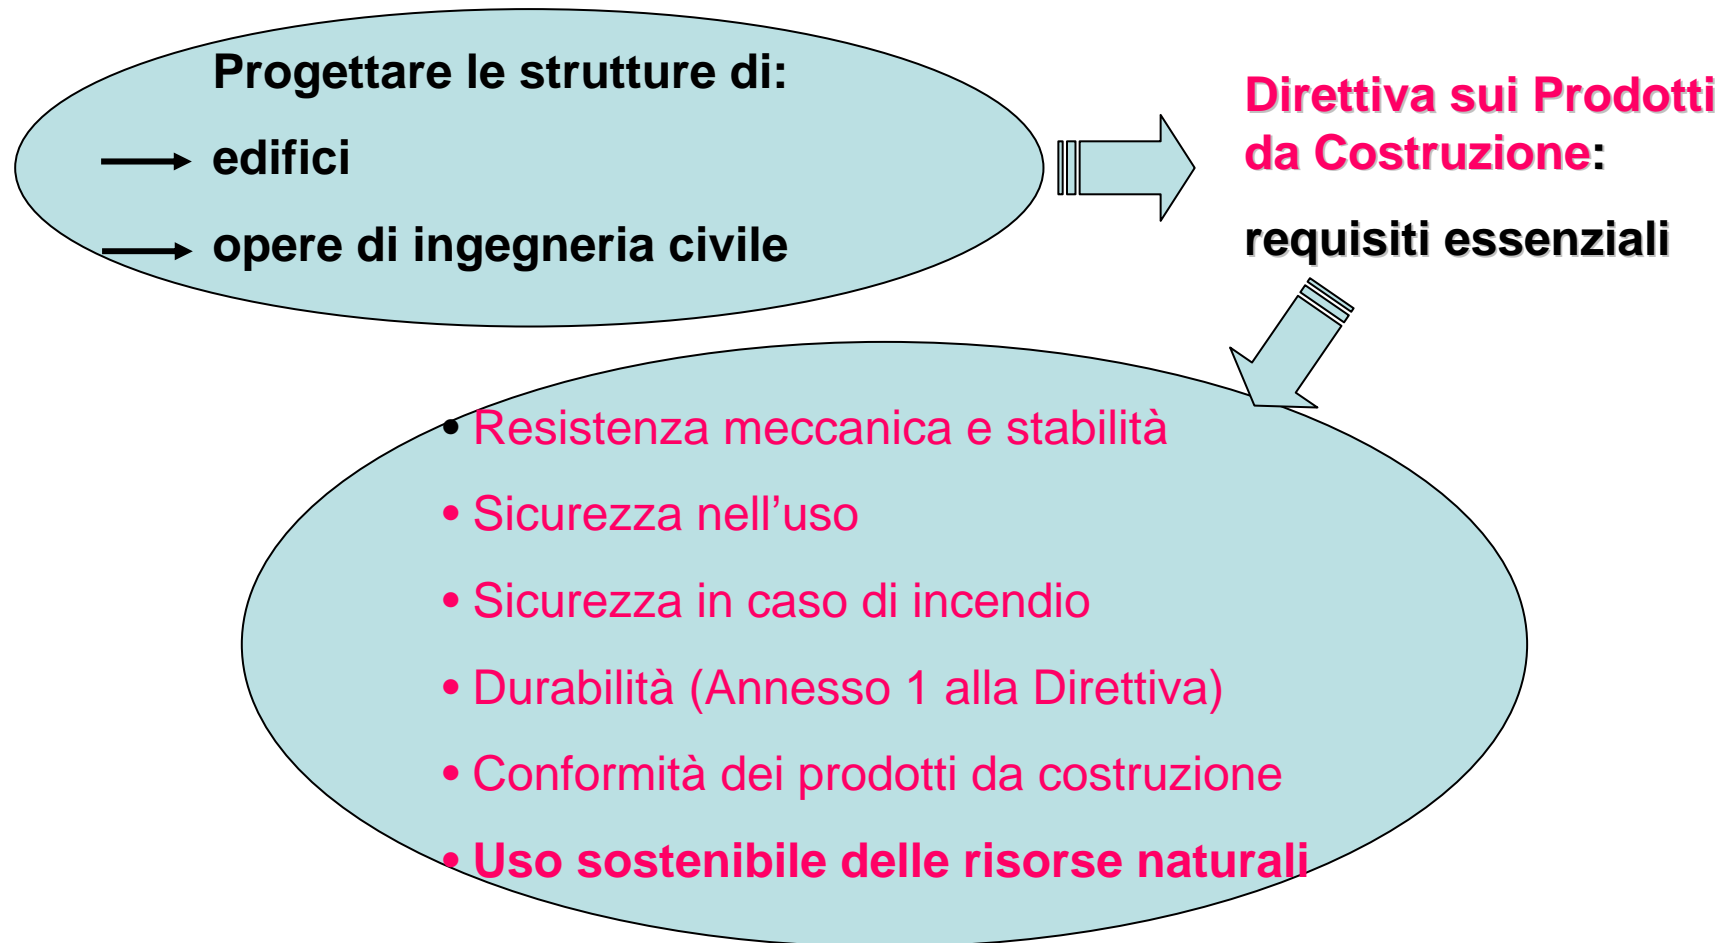 Progettare le strutture di:
edifici
opere di ingegneria civile
Direttiva sui Prodotti
da Costruzione:
requisiti essenziali
• Resistenza meccanica e stabilità
• Sicurezza nell’uso
• Sicurezza in caso di incendio
• Durabilità (Annesso 1 alla Direttiva)
• Conformità dei prodotti da costruzione
• Uso sostenibile delle risorse naturali